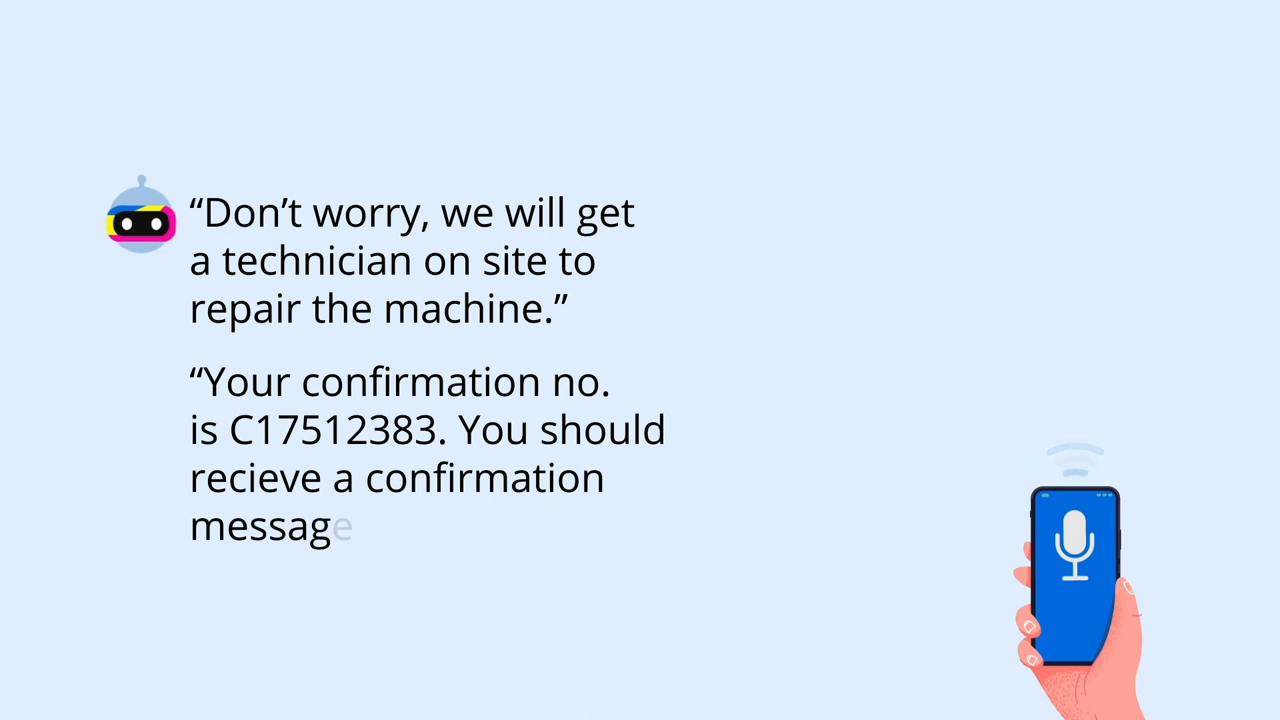 “Don’t worry, we will get
a technician on site to
repair the machine.”
“Your confirmation no.
is C17512383. You should
recieve a confirmation
message